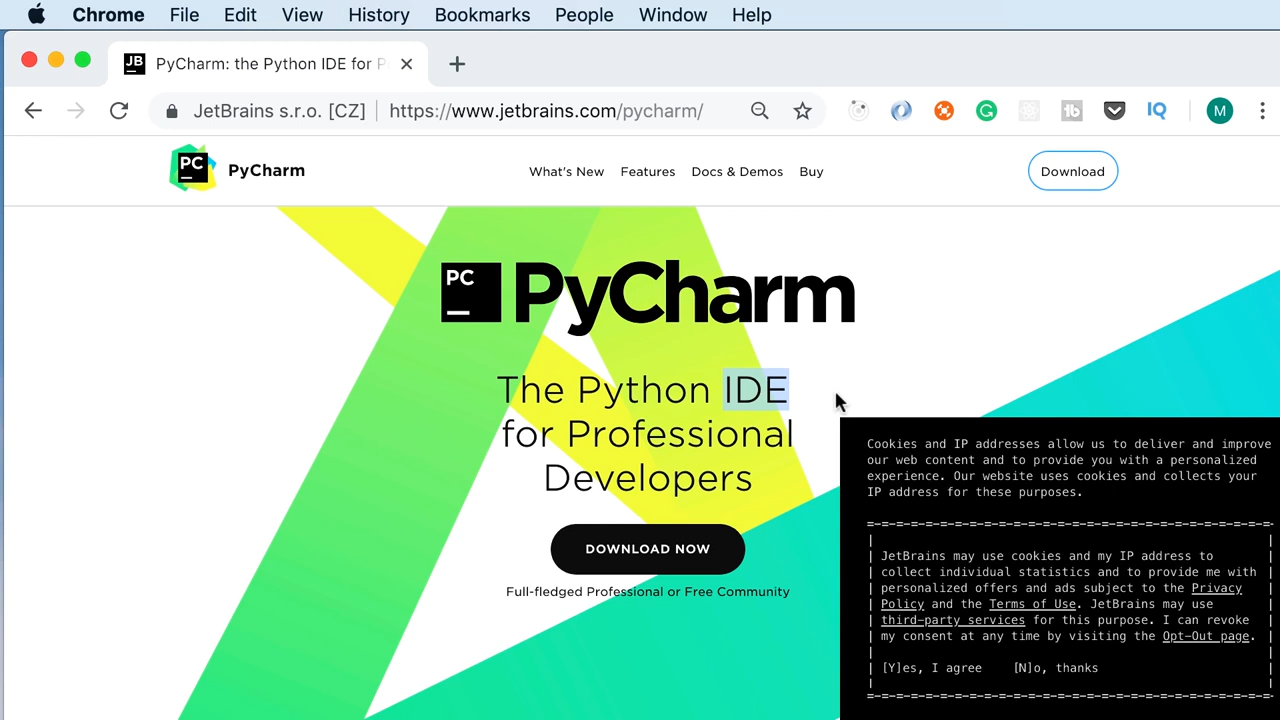 Chrome File Edit View History Bookmarks People Window Help
JB PyCharm: the Python IDE for P
JetBrains s.r.o. [CZ] https://www.jetbrains.com/pycharm/ G tb IQ M
PC PyCharm What's New Features Docs & Demos Buy Download
PC PyCharm
The Python IDE
for Professional
Developers
DOWNLOAD NOW
Full-fledged Professional or Free Community
Cookies and IP addresses allow us to deliver and improve
our web content and to provide you with a personalized
experience. Our website uses cookies and collects your
IP address for these purposes.
JetBrains may use cookies and my IP address to
collect individual statistics and to provide me with
personalized offers and ads subject to the Privacy
Policy and the Terms of Use. JetBrains may use
third-party services for this purpose. I can revoke
my consent at any time by visiting the Opt-Out page.
[Y]es, I agree [N]o, thanks